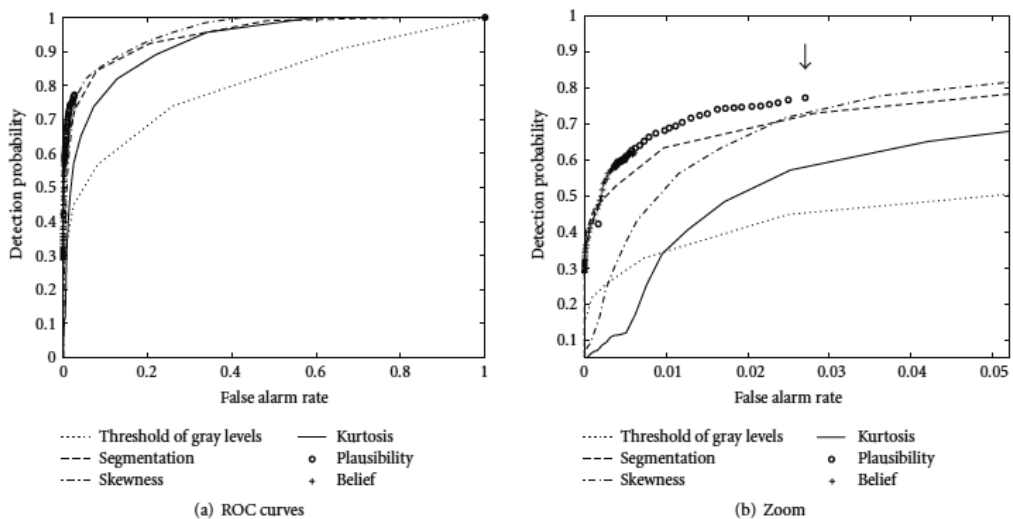 1
0.9
0.8
0.7
0.6
0.5
0.4
0.3
0.2
0.1
0
Detection probability
0 0.2 0.4 0.6 0.8 1
False alarm rate
Threshold of gray levels
Segmentation
Skewness
Kurtosis
Plausibility
Belief
(a) ROC curves
1
0.9
0.8
0.7
0.6
0.5
0.4
0.3
0.2
0.1
Detection probability
0 0.01 0.02 0.03 0.04 0.05
False alarm rate
Threshold of gray levels
Segmentation
Skewness
Kurtosis
Plausibility
Belief
(b) Zoom